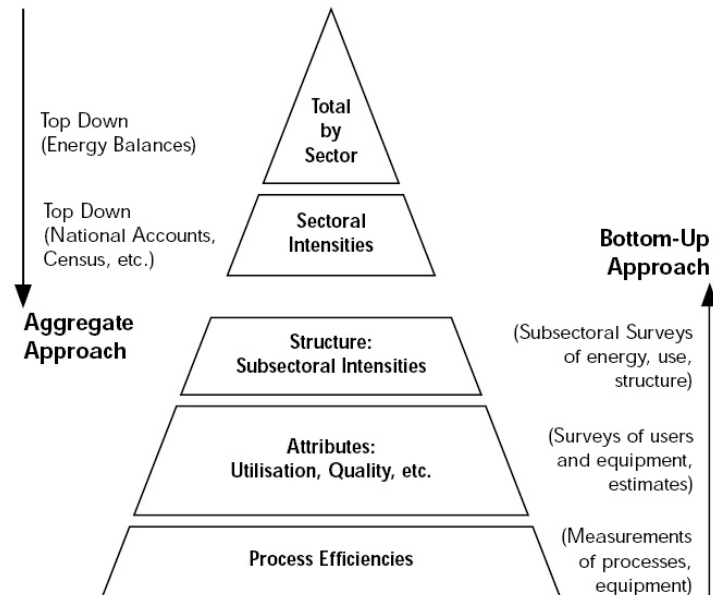 Total
by
Sector
Top Down
(Energy Balances)
Sectoral
Intensities
Top Down
(National Accounts,
Census, etc.)
Aggregate
Approach
Bottom-Up
Approach
Structure:
Subsectoral Intensities
(Subsectoral Surveys
of energy, use,
structure)
Attributes:
Utilisation, Quality, etc.
(Surveys of users
and equipment,
estimates)
Process Efficiencies
(Measurements
of processes,
equipment)